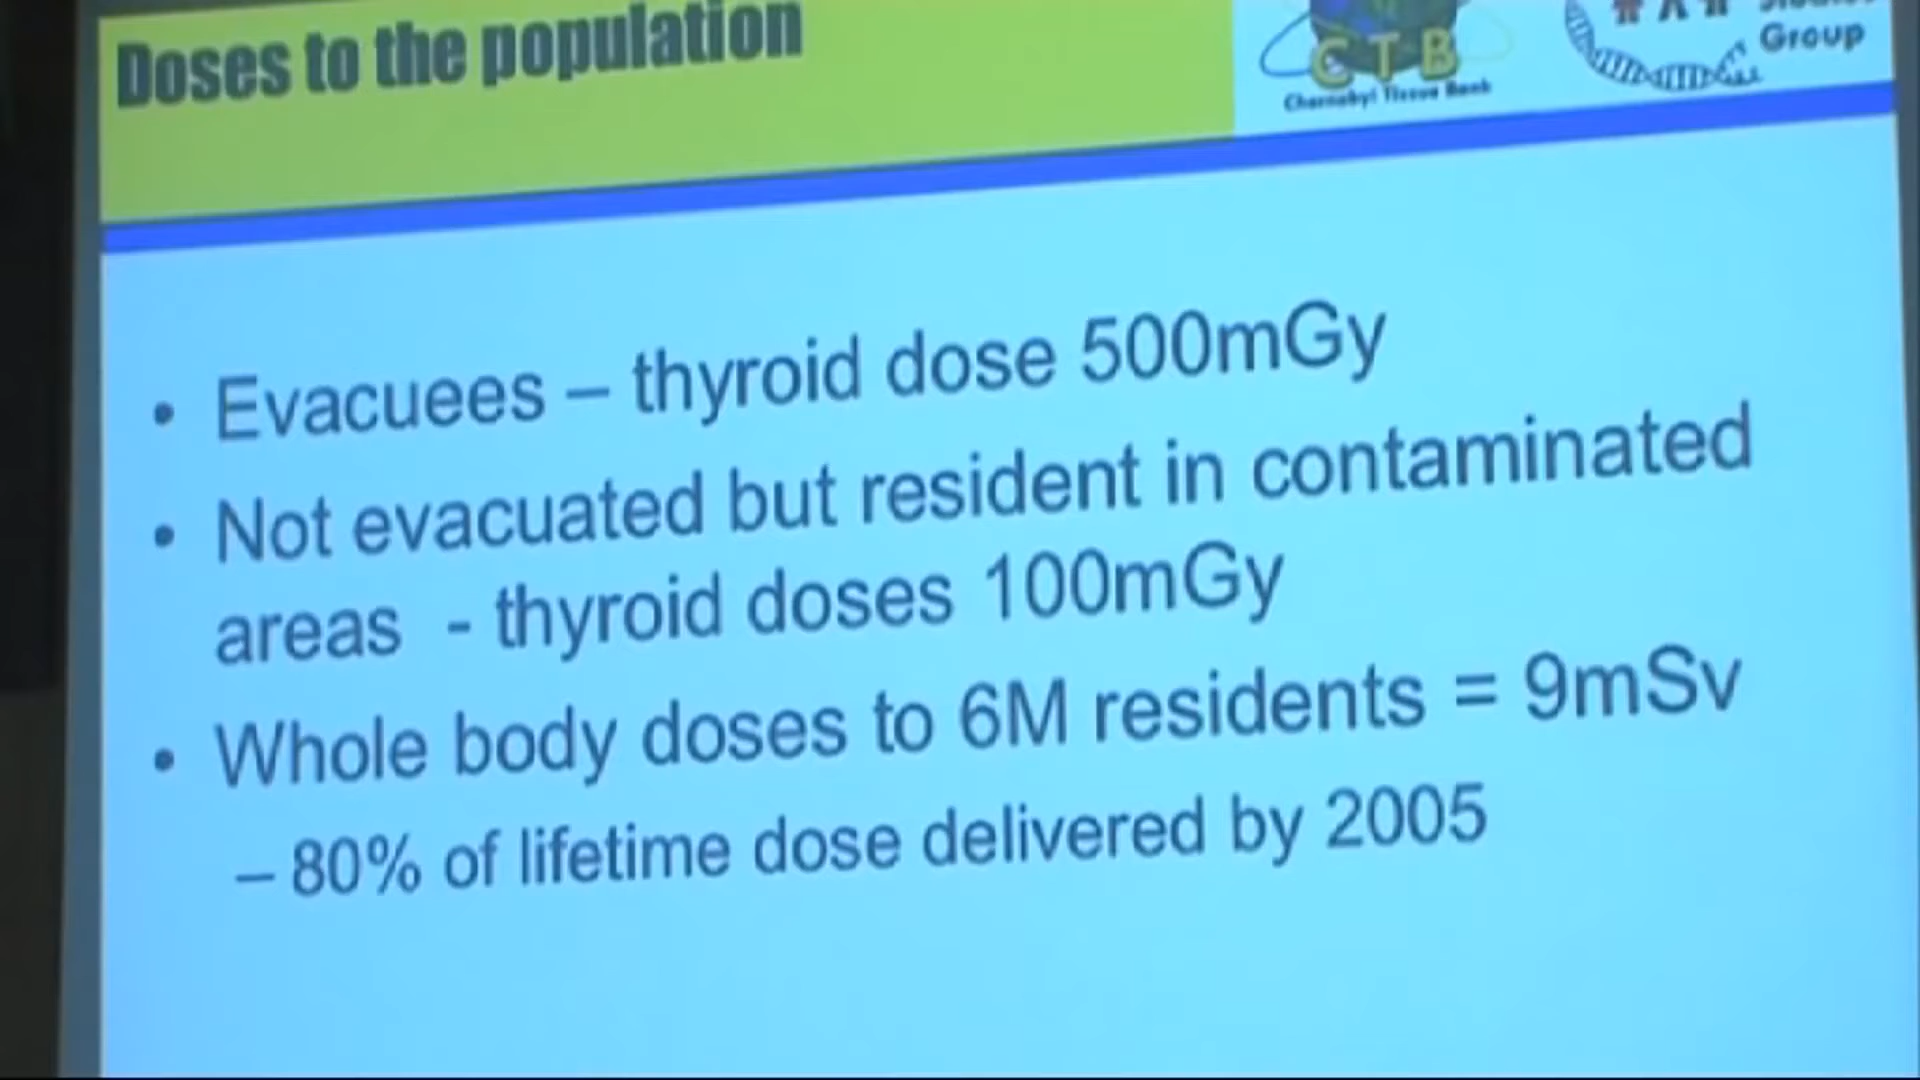 Doses to the population
CTB
Chernobyl Tissue Bank
Group
• Evacuees – thyroid dose 500mGy
• Not evacuated but resident in contaminated
areas - thyroid doses 100mGy
• Whole body doses to 6M residents = 9mSv
– 80% of lifetime dose delivered by 2005